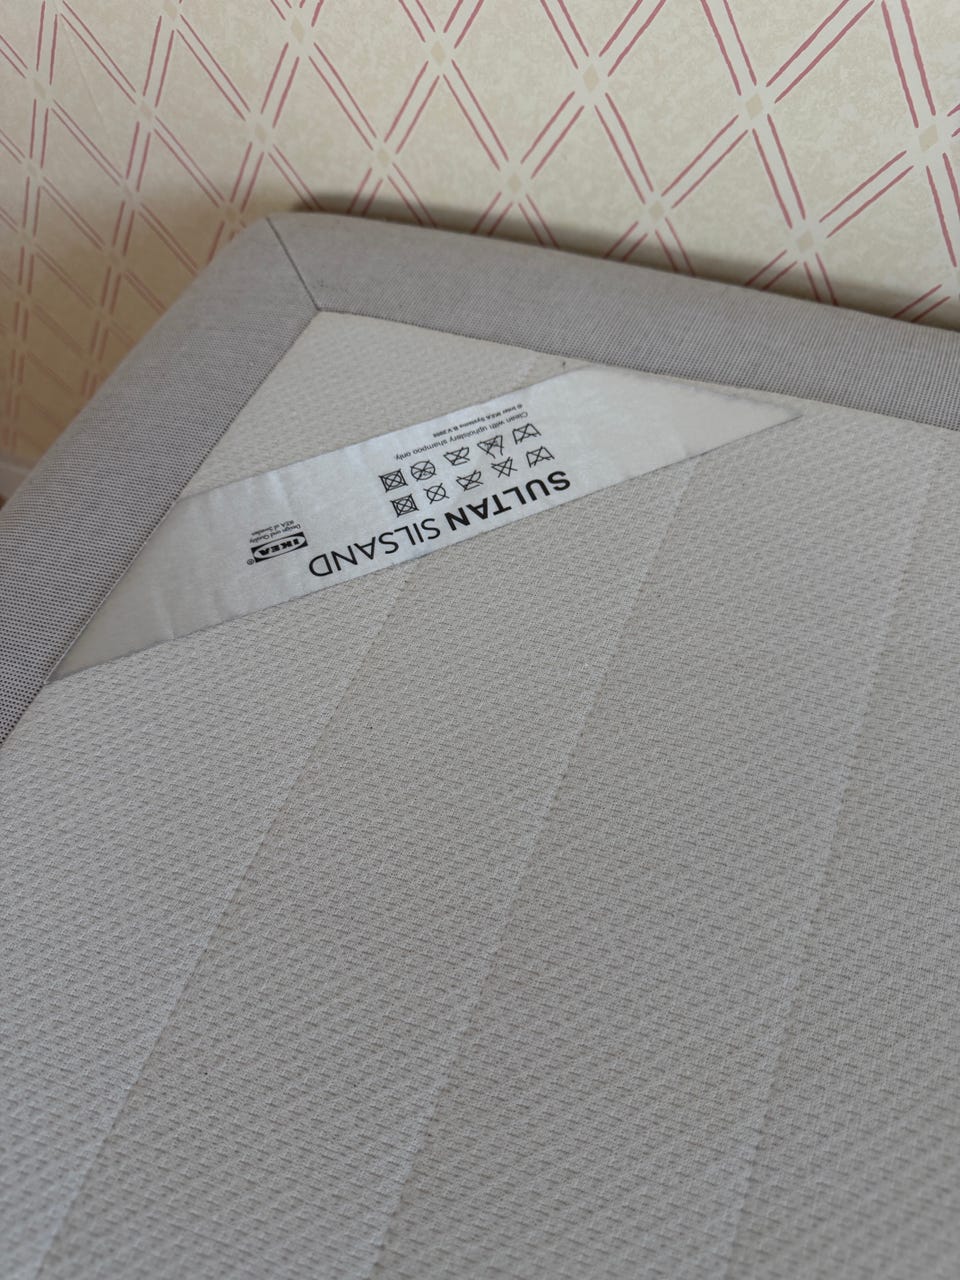 SULTAN SILSAND
Clean with upholstery shampoo only.
© Inter IKEA Systems B.V.
IKEA®
Design and Quality
IKEA of Sweden